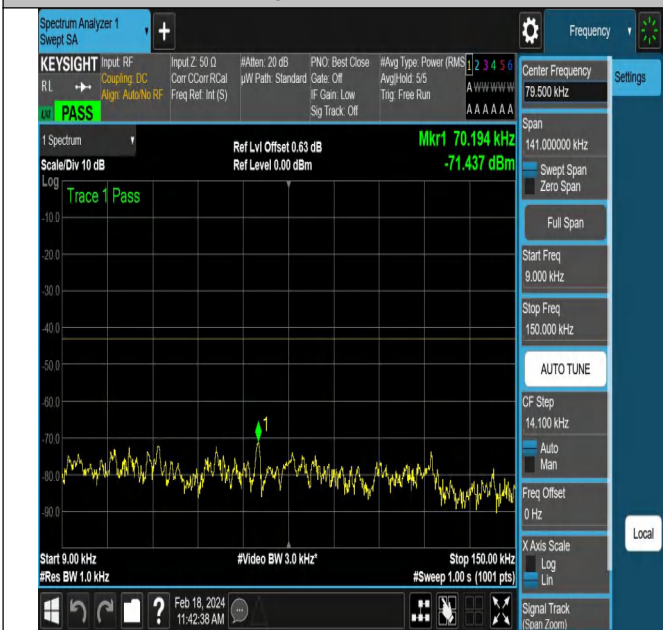 Spectrum Analyzer 1
Swept SA
+
Frequency
KEYSIGHT
RL
LXI PASS
Input: RF
Coupling: DC
Align: Auto/No RF
Input Z: 50 Ω
Corr CCorr RCal
Freq Ref: Int (S)
#Atten: 20 dB
µW Path: Standard
PNO: Best Close
Gate: Off
IF Gain: Low
Sig Track: Off
#Avg Type: Power (RMS
Avg|Hold: 5/5
Trig: Free Run
1 2 3 4 5 6
A W W W W W
A A A A A A
1 Spectrum
Scale/Div 10 dB
Log
Ref Lvl Offset 0.63 dB
Ref Level 0.00 dBm
Mkr1 70.194 kHz
-71.437 dBm
Trace 1 Pass
-10.0
-20.0
-30.0
-40.0
-50.0
-60.0
-70.0
-80.0
-90.0
1
Start 9.00 kHz
#Res BW 1.0 kHz
#Video BW 3.0 kHz*
Stop 150.00 kHz
#Sweep 1.00 s (1001 pts)
?
Feb 18, 2024
11:42:38 AM
Center Frequency
79.500 kHz
Settings
Span
141.000000 kHz
Swept Span
Zero Span
Full Span
Start Freq
9.000 kHz
Stop Freq
150.000 kHz
AUTO TUNE
CF Step
14.100 kHz
Auto
Man
Freq Offset
0 Hz
X Axis Scale
Log
Lin
Local
Signal Track
(Span Zoom)